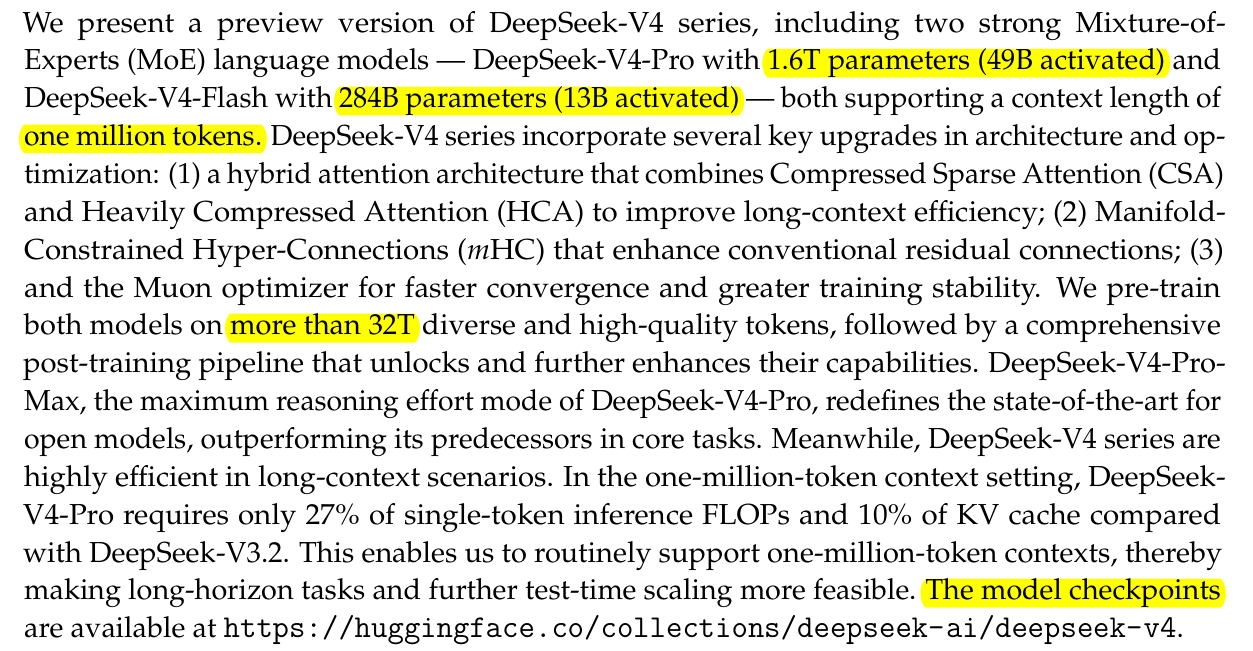 We present a preview version of DeepSeek-V4 series, including two strong Mixture-of-
Experts (MoE) language models — DeepSeek-V4-Pro with 1.6T parameters (49B activated) and
DeepSeek-V4-Flash with 284B parameters (13B activated) — both supporting a context length of
one million tokens. DeepSeek-V4 series incorporate several key upgrades in architecture and op-
timization: (1) a hybrid attention architecture that combines Compressed Sparse Attention (CSA)
and Heavily Compressed Attention (HCA) to improve long-context efficiency; (2) Manifold-
Constrained Hyper-Connections (mHC) that enhance conventional residual connections; (3)
and the Muon optimizer for faster convergence and greater training stability. We pre-train
both models on more than 32T diverse and high-quality tokens, followed by a comprehensive
post-training pipeline that unlocks and further enhances their capabilities. DeepSeek-V4-Pro-
Max, the maximum reasoning effort mode of DeepSeek-V4-Pro, redefines the state-of-the-art for
open models, outperforming its predecessors in core tasks. Meanwhile, DeepSeek-V4 series are
highly efficient in long-context scenarios. In the one-million-token context setting, DeepSeek-
V4-Pro requires only 27% of single-token inference FLOPs and 10% of KV cache compared
with DeepSeek-V3.2. This enables us to routinely support one-million-token contexts, thereby
making long-horizon tasks and further test-time scaling more feasible. The model checkpoints
are available at https://huggingface.co/collections/deepseek-ai/deepseek-v4.